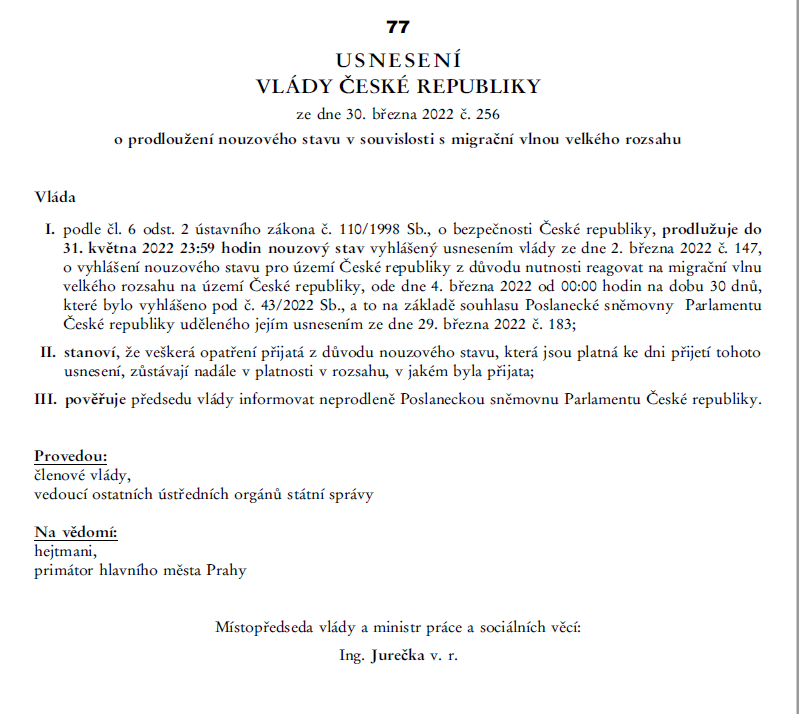 77
USNESENÍ
VLÁDY ČESKÉ REPUBLIKY
ze dne 30. března 2022 č. 256
o prodloužení nouzového stavu v souvislosti s migrační vlnou velkého rozsahu
Vláda
I. podle čl. 6 odst. 2 ústavního zákona č. 110/1998 Sb., o bezpečnosti České republiky, prodlužuje do
31. května 2022 23:59 hodin nouzový stav vyhlášený usnesením vlády ze dne 2. března 2022 č. 147,
o vyhlášení nouzového stavu pro území České republiky z důvodu nutnosti reagovat na migrační vlnu
velkého rozsahu na území České republiky, ode dne 4. března 2022 od 00:00 hodin na dobu 30 dnů,
které bylo vyhlášeno pod č. 43/2022 Sb., a to na základě souhlasu Poslanecké sněmovny Parlamentu
České republiky uděleného jejím usnesením ze dne 29. března 2022 č. 183;
II. stanoví, že veškerá opatření přijatá z důvodu nouzového stavu, která jsou platná ke dni přijetí tohoto
usnesení, zůstávají nadále v platnosti v rozsahu, v jakém byla přijata;
III. pověřuje předsedu vlády informovat neprodleně Poslaneckou sněmovnu Parlamentu České republiky.
Provedou:
členové vlády,
vedoucí ostatních ústředních orgánů státní správy
Na vědomí:
hejtmani,
primátor hlavního města Prahy
Místopředseda vlády a ministr práce a sociálních věcí:
Ing. Jurečka v. r.